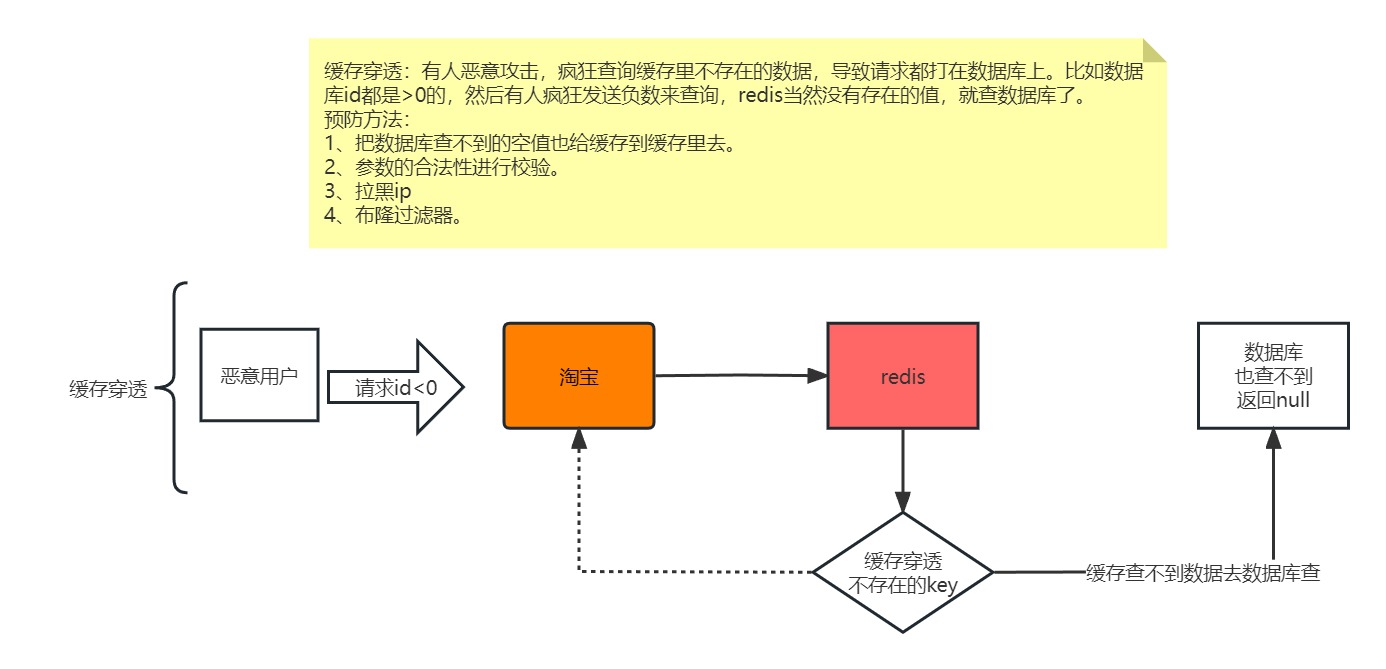 缓存穿透：有人恶意攻击，疯狂查询缓存里不存在的数据，导致请求都打在数据库上。比如数据
库id都是>0的，然后有人疯狂发送负数来查询，redis当然没有存在的值，就查数据库了。
预防方法：
1、把数据库查不到的空值也给缓存到缓存里去。
2、参数的合法性进行校验。
3、拉黑ip
4、布隆过滤器。
缓存穿透
恶意用户
请求id<0
淘宝
redis
数据库
也查不到
返回null
缓存穿透
不存在的key
缓存查不到数据去数据库查